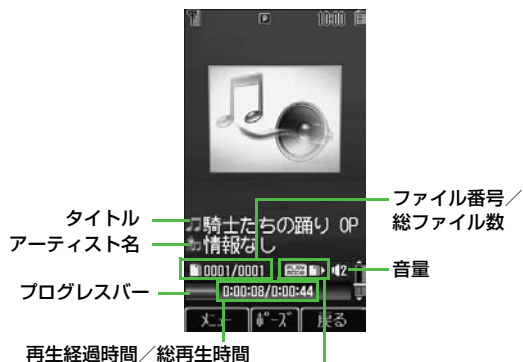 10:00
タイトル
騎士たちの踊り OP
ファイル番号／
総ファイル数
アーティスト名
情報なし
0001/0001
PLAY MODE
2
音量
プログレスバー
0:00:08/0:00:44
メニュー
ﾎﾟｰｽﾞ
戻る
再生経過時間／総再生時間